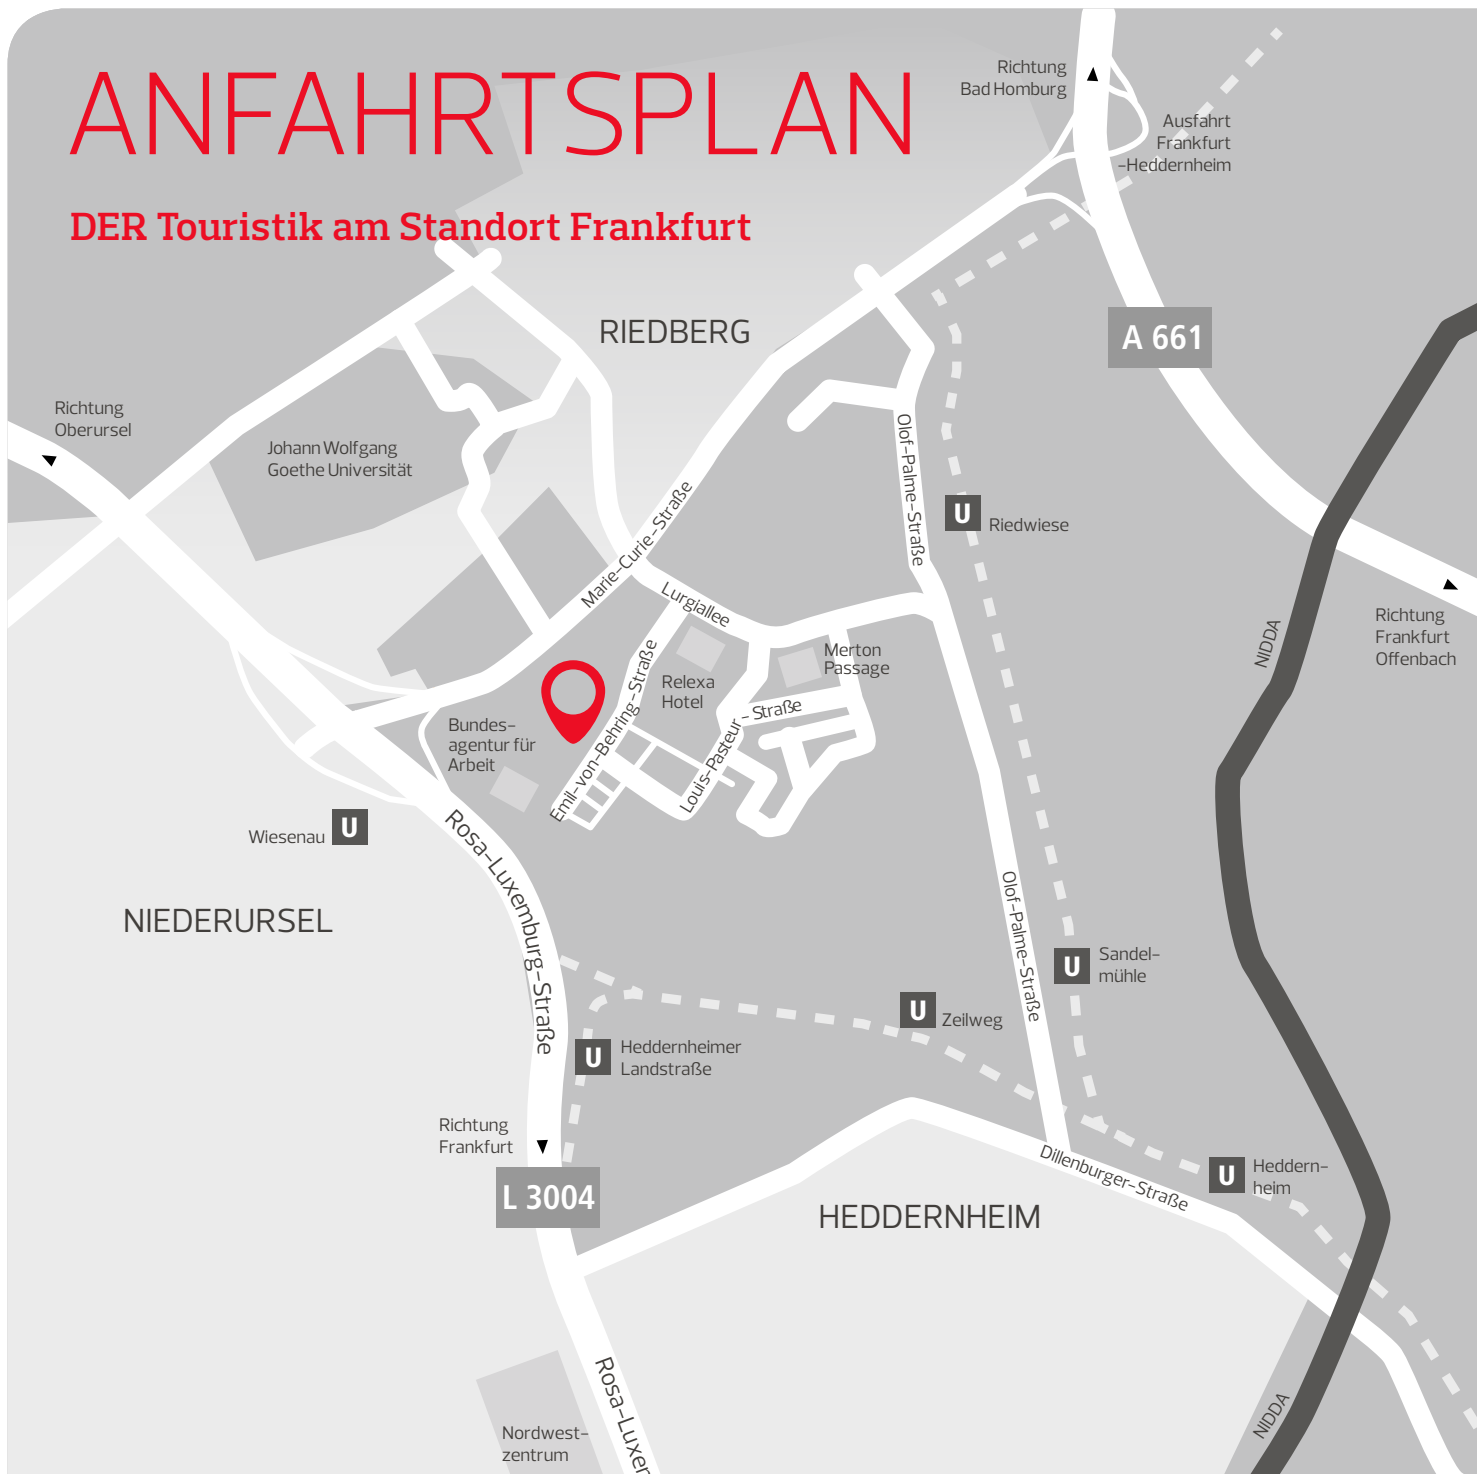 ANFAHRTSPLAN
DER Touristik am Standort Frankfurt
Richtung
Bad Homburg
Ausfahrt
Frankfurt
-Heddernheim
RIEDBERG
A 661
Richtung
Oberursel
Johann Wolfgang
Goethe Universität
Marie-Curie-Straße
Olof-Palme-Straße
U
Riedwiese
Lurgiallee
Richtung
Frankfurt
Offenbach
NIDDA
Merton
Passage
Relexa
Hotel
Emil-von-Behring-Straße
Louis-Pasteur-Straße
Bundes-
agentur für
Arbeit
Wiesenau
U
Rosa-Luxemburg-Straße
NIEDERURSEL
Olof-Palme-Straße
U
Sandel-
mühle
U
Zeilweg
U
Heddernheimer
Landstraße
Richtung
Frankfurt
L 3004
Dillenburger-Straße
U
Heddern-
heim
HEDDERNHEIM
Rosa-Luxer
Nordwest-
zentrum
NIDDA